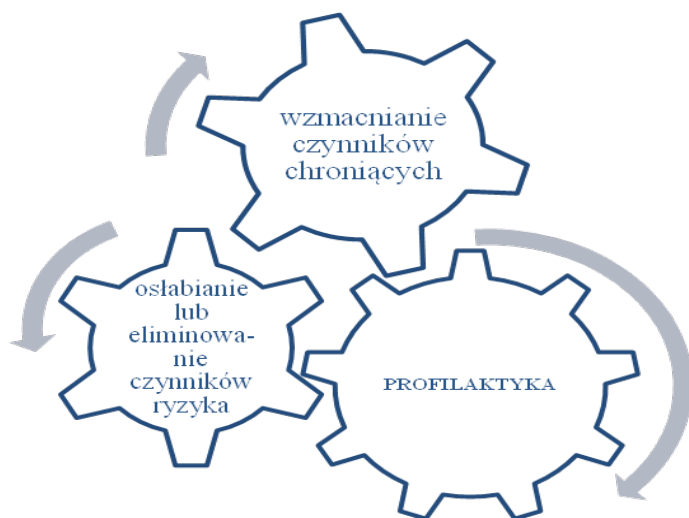 wzmacnianie
czynników
chroniących
osłabianie
lub
eliminowa-
nie
czynników
ryzyka
PROFILAKTYKA